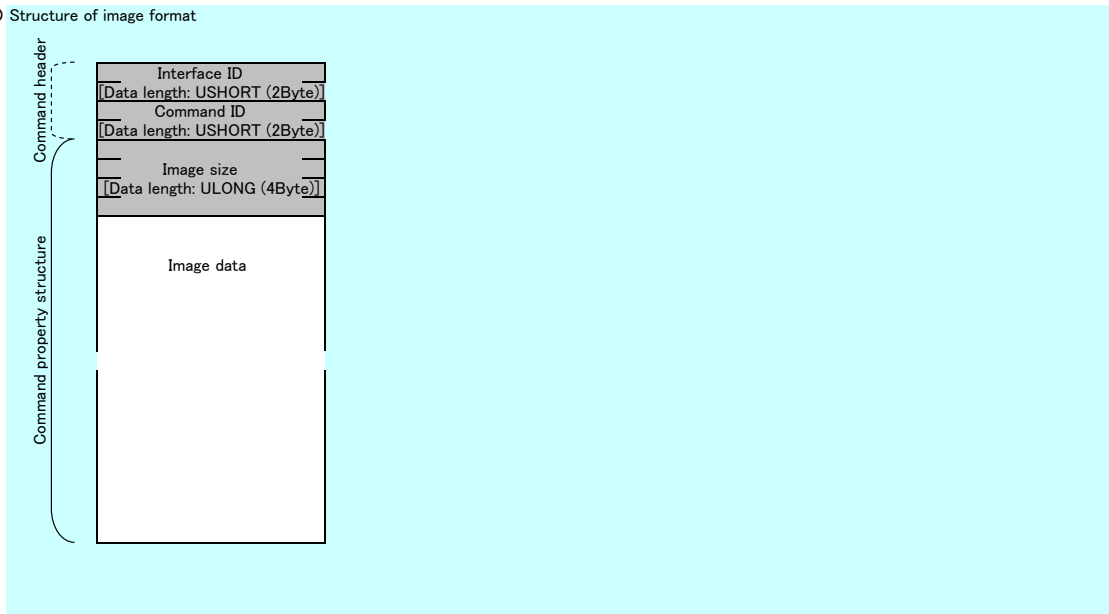 Structure of image format
Command header
Interface ID
[Data length: USHORT (2Byte)]
Command ID
[Data length: USHORT (2Byte)]
Command property structure
Image size
[Data length: ULONG (4Byte)]
Image data